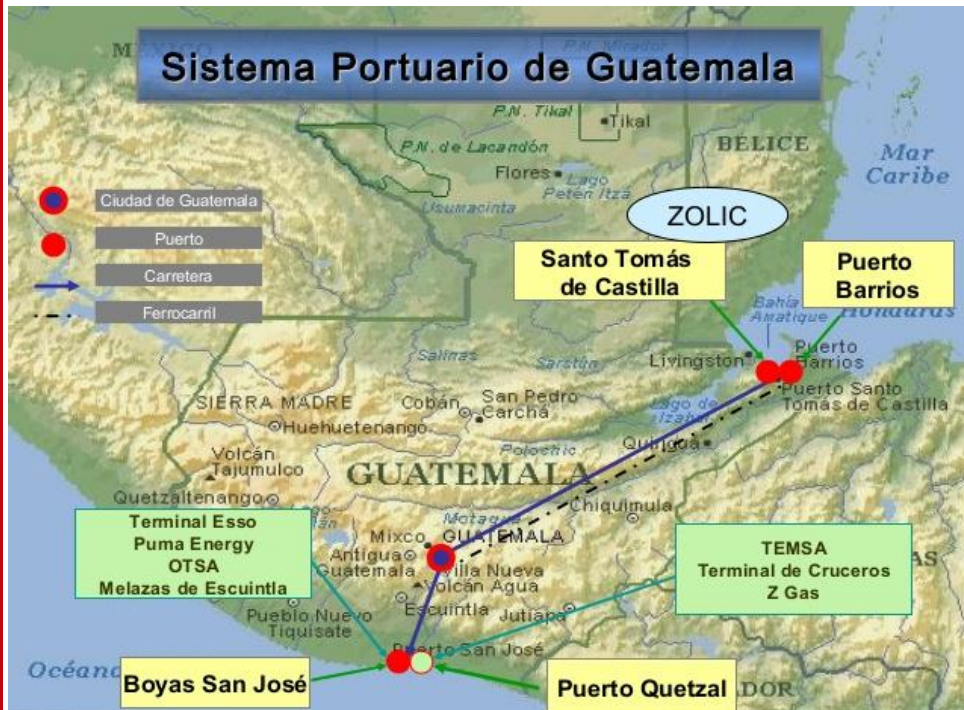 MÉXICO
P.N. Mirador
Sistema Portuario de Guatemala
P.N. Tikal
Tikal
P.N. de Lacandón
BÉLICE
Mar
Caribe
Flores
Lago
Petén Itzá
Usumacinta
Ciudad de Guatemala
Puerto
Carretera
Ferrocarril
ZOLIC
Santo Tomás
de Castilla
Puerto
Barrios
Bahía
Amatique
Honduras
Livingston
Puerto
Barrios
Puerto Santo
Tomás de Castilla
Salinas
Sarstún
Lago de
Izabal
SIERRA MADRE
Cobán
San Pedro
Carchá
Huehuetenango
Polochic
Quiriguá
Volcán
Tajumulco
GUATEMALA
Quetzaltenango
Chiquimula
Motagua
Terminal Esso
Puma Energy
OTSA
Melazas de Escuintla
Mixco
GUATEMALA
Antigua
Guatemala
Villa Nueva
Volcán Agua
TEMSA
Terminal de Cruceros
Z Gas
Escuintla
Jutiapa
Pueblo Nuevo
Tiquisate
Puerto San José
Océano
Boyas San José
Puerto Quetzal